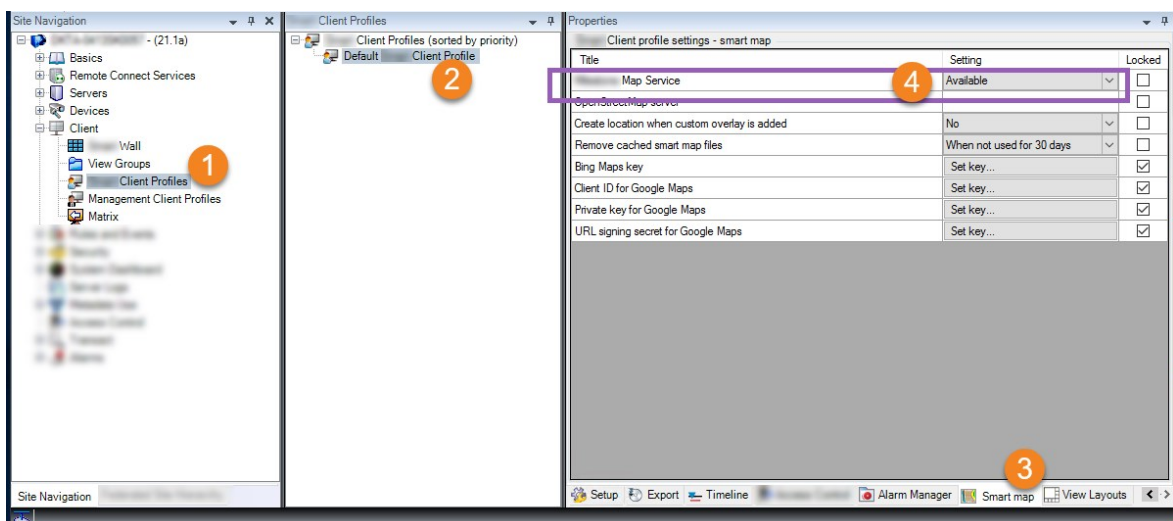 Site Navigation
- (21.1a)
Basics
Remote Connect Services
Servers
Devices
Client
Wall
View Groups
Client Profiles
Management Client Profiles
Matrix
1
Site Navigation
Client Profiles
Client Profiles (sorted by priority)
Default Client Profile
2
Properties
Client profile settings - smart map
Title Setting Locked
Map Service Available
4
OpenStreetMap server
Create location when custom overlay is added No
Remove cached smart map files When not used for 30 days
Bing Maps key Set key...
Client ID for Google Maps Set key...
Private key for Google Maps Set key...
URL signing secret for Google Maps Set key...
3
Setup Export Timeline Alarm Manager Smart map View Layouts